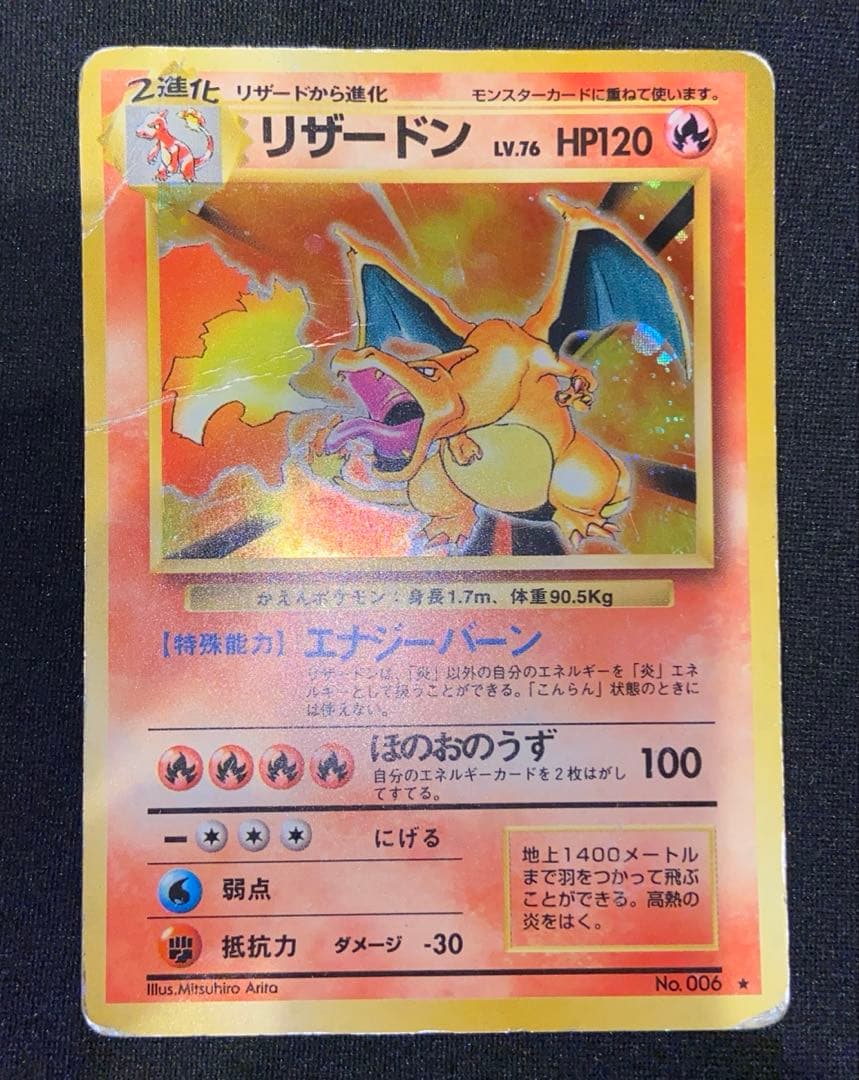 2進化 リザードから進化 モンスターカードに重ねて使います。
リザードン LV.76 HP120
かえんポケモン:身長1.7m、体重90.5Kg
【特殊能力】エナジーバーン
リザードンは、「炎」以外の自分のエネルギーを「炎」エネ
ルギーとして扱うことができる。「こんらん」状態のときに
は使えない。
ほのおのうず 100
自分のエネルギーカードを2枚はがし
てすてる。
にげる
弱点
抵抗力 ダメージ -30
地上1400メートル
まで羽をつかって飛ぶ
ことができる。高熱の
炎をはく。
Illus.Mitsuhiro Arita No.006 ★